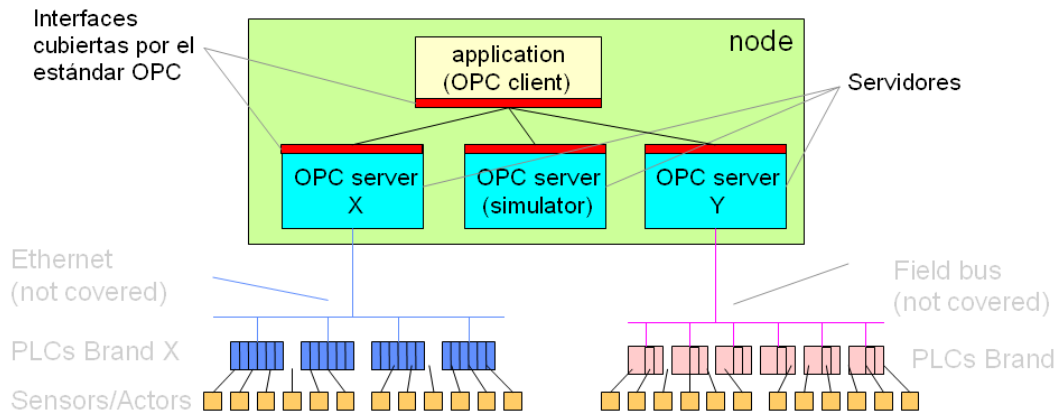 Interfaces
cubiertas por el
estándar OPC
node
application
(OPC client)
Servidores
OPC server
X
OPC server
(simulator)
OPC server
Y
Ethernet
(not covered)
Field bus
(not covered)
PLCs Brand X
PLCs Brand
Sensors/Actors